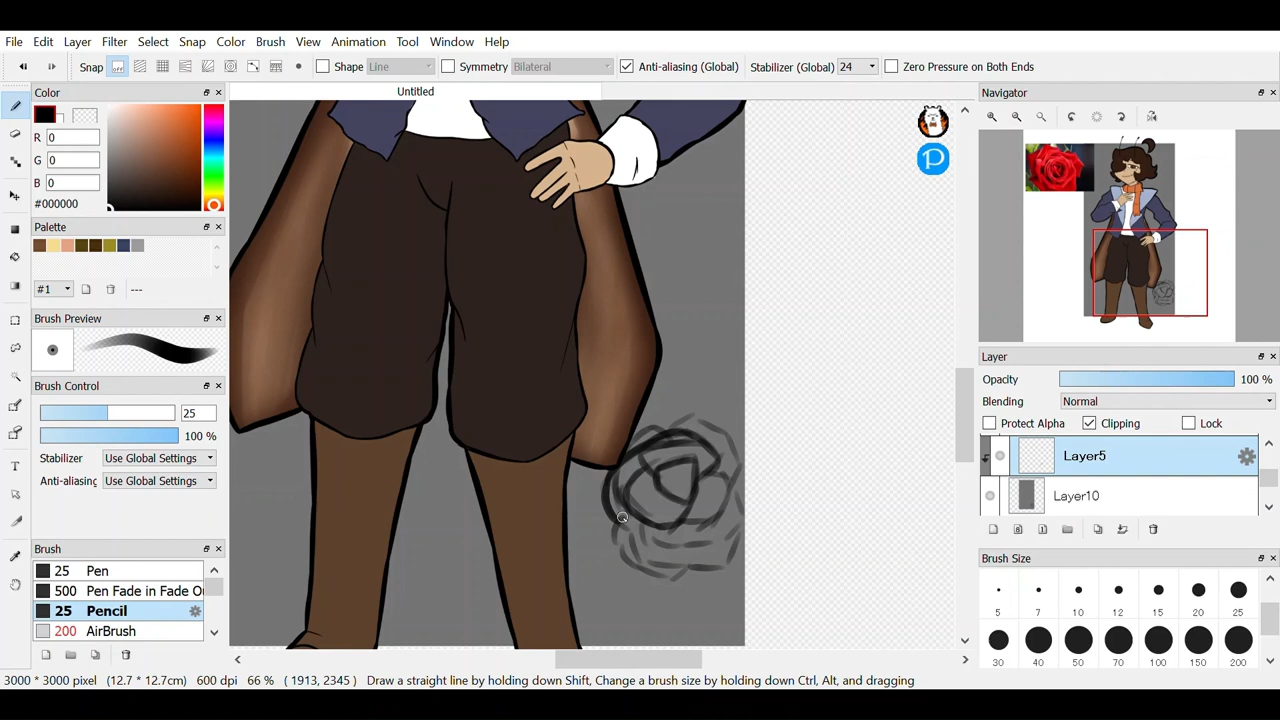 File Edit Layer Filter Select Snap Color Brush View Animation Tool Window Help
Snap off Shape Line Symmetry Bilateral Anti-aliasing (Global) Stabilizer (Global) 24 Zero Pressure on Both Ends
Color
R 0
G 0
B 0
#000000
Palette
#1 ---
Brush Preview
Brush Control
25
100 %
Stabilizer Use Global Settings
Anti-aliasing Use Global Settings
Brush
25 Pen
500 Pen Fade in Fade O
25 Pencil
200 AirBrush
Untitled
P
Navigator
Layer
Opacity 100 %
Blending Normal
Protect Alpha Clipping Lock
Layer5
Layer10
Brush Size
5 7 10 12 15 20 25
30 40 50 70 100 150 200
3000 * 3000 pixel (12.7 * 12.7cm) 600 dpi 66 % ( 1913, 2345 ) Draw a straight line by holding down Shift, Change a brush size by holding down Ctrl, Alt, and dragging